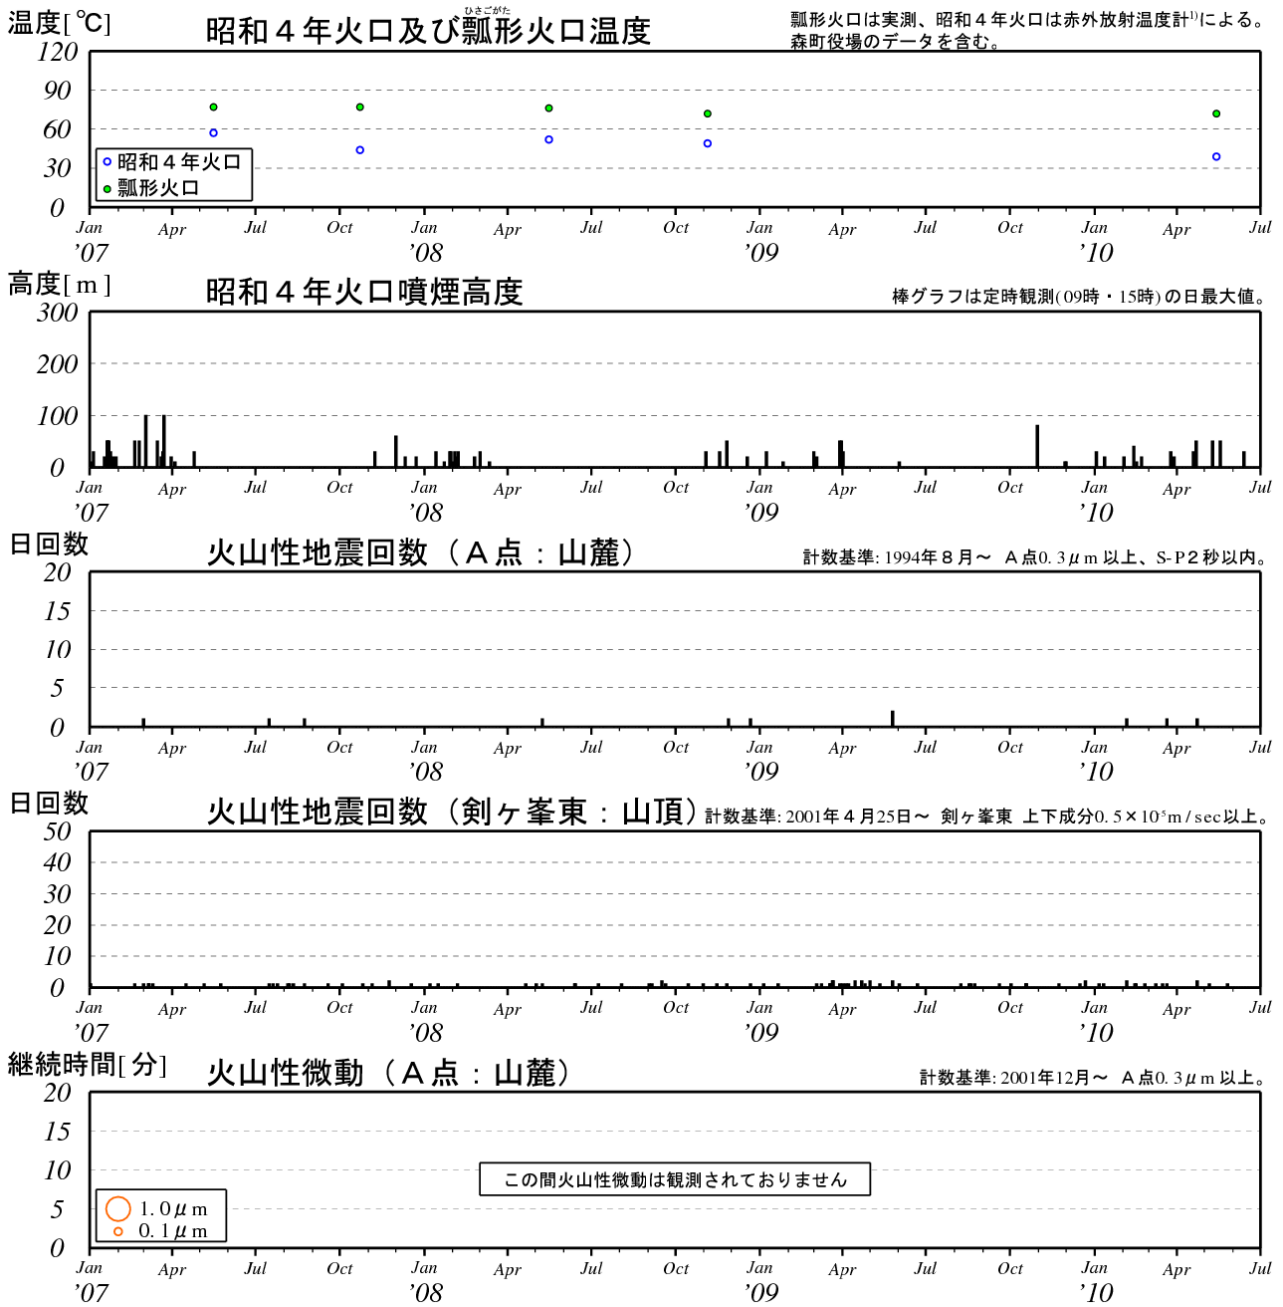 温度[℃]
ひさごがた
昭和４年火口及び瓢形火口温度
瓢形火口は実測、昭和４年火口は赤外放射温度計¹⁾による。
森町役場のデータを含む。
120
90
60
30
0
昭和４年火口
瓢形火口
Jan Apr Jul Oct Jan Apr Jul Oct Jan Apr Jul Oct Jan Apr Jul
'07 '08 '09 '10
高度[m]
昭和４年火口噴煙高度
棒グラフは定時観測(09時・15時)の日最大値。
300
200
100
0
Jan Apr Jul Oct Jan Apr Jul Oct Jan Apr Jul Oct Jan Apr Jul
'07 '08 '09 '10
日回数
火山性地震回数（Ａ点：山麓）
計数基準: 1994年８月～ Ａ点0.3μm以上、S-P２秒以内。
20
15
10
5
0
Jan Apr Jul Oct Jan Apr Jul Oct Jan Apr Jul Oct Jan Apr Jul
'07 '08 '09 '10
日回数
火山性地震回数（剣ヶ峯東：山頂）
計数基準: 2001年４月25日～ 剣ヶ峯東 上下成分0.5×10⁻⁵m/sec以上。
50
40
30
20
10
0
Jan Apr Jul Oct Jan Apr Jul Oct Jan Apr Jul Oct Jan Apr Jul
'07 '08 '09 '10
継続時間[分]
火山性微動（Ａ点：山麓）
計数基準: 2001年12月～ Ａ点0.3μm以上。
20
15
10
5
0
この間火山性微動は観測されておりません
1.0μm
0.1μm
Jan Apr Jul Oct Jan Apr Jul Oct Jan Apr Jul Oct Jan Apr Jul
'07 '08 '09 '10